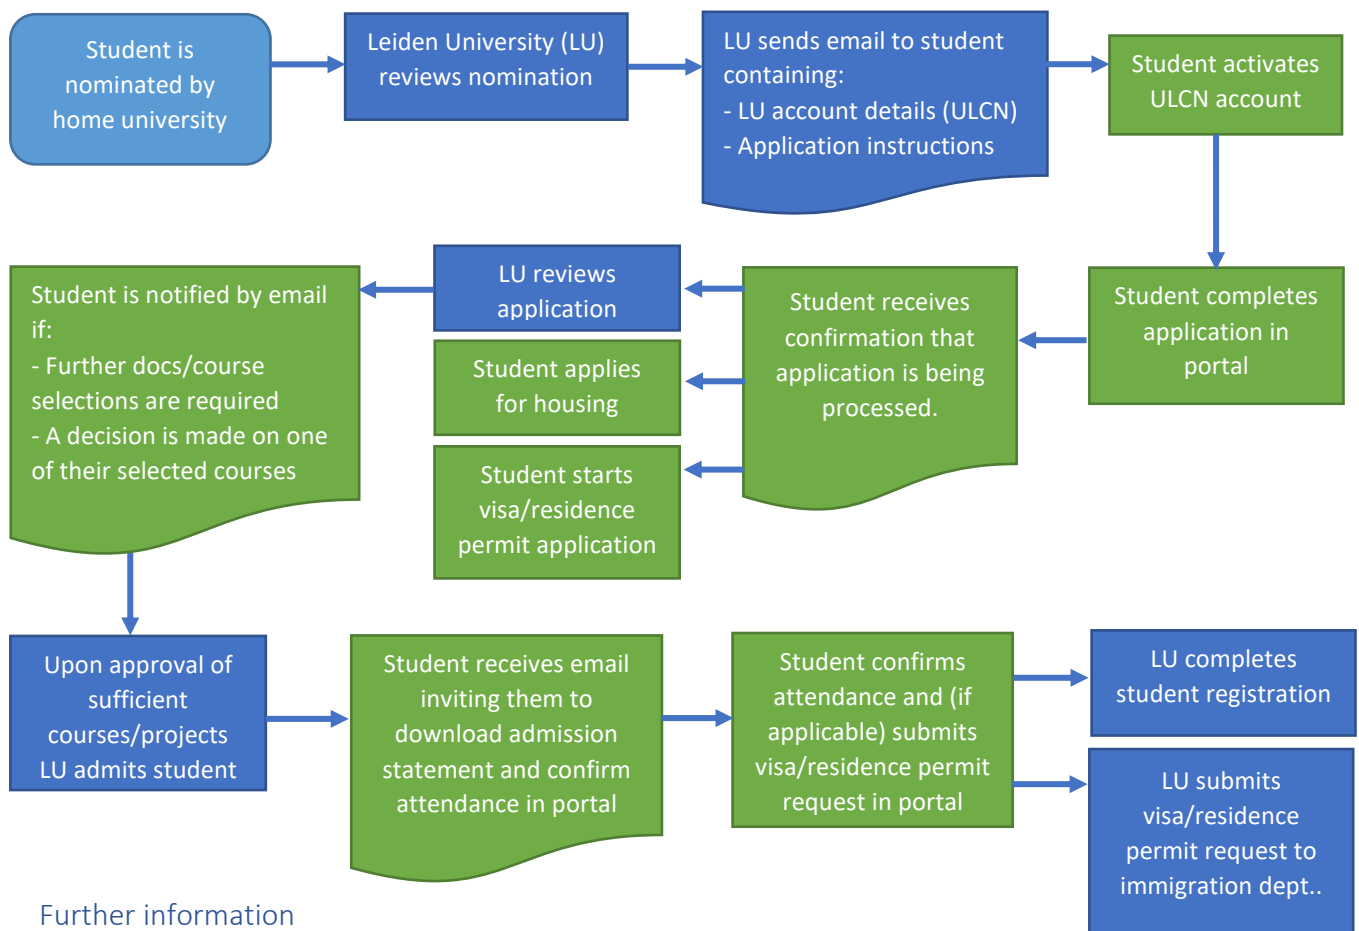 Student is
nominated by
home university
Leiden University (LU)
reviews nomination
LU sends email to student
containing:
- LU account details (ULCN)
- Application instructions
Student activates
ULCN account
Student completes
application in
portal
Student receives
confirmation that
application is being
processed.
LU reviews
application
Student applies
for housing
Student starts
visa/residence
permit application
Student is notified by email
if:
- Further docs/course
selections are required
- A decision is made on one
of their selected courses
Upon approval of
sufficient
courses/projects
LU admits student
Student receives email
inviting them to
download admission
statement and confirm
attendance in portal
Student confirms
attendance and (if
applicable) submits
visa/residence permit
request in portal
LU completes
student registration
LU submits
visa/residence
permit request to
immigration dept..
Further information